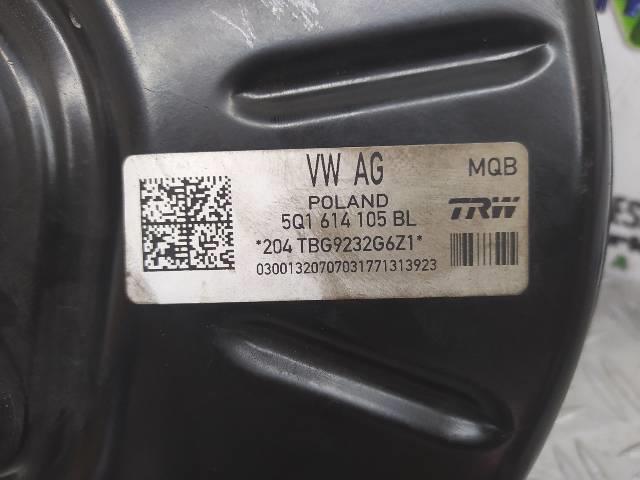 VW AG
MQB
POLAND
5Q1 614 105 BL
TRW
*204 TBG9232G6Z1*
03001320707031771313923